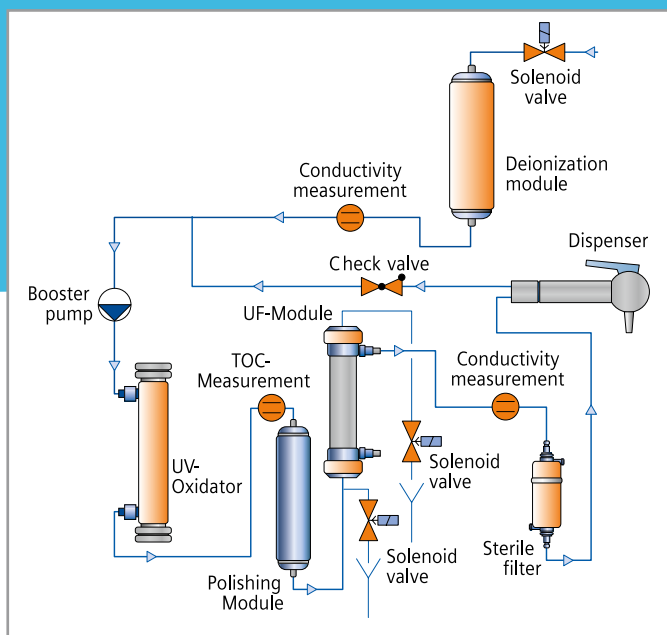 Solenoid
valve
Deionization
module
Conductivity
measurement
Dispenser
Check valve
Booster
pump
UF-Module
TOC-
Measurement
Conductivity
measurement
UV-
Oxidator
Solenoid
valve
Solenoid
valve
Sterile
filter
Polishing
Module